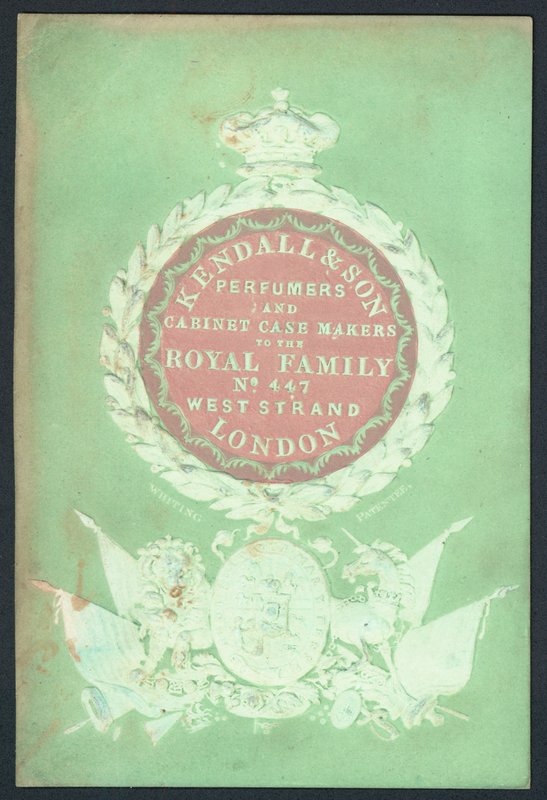 KENDALL & SON
PERFUMERS
AND
CABINET CASE MAKERS
TO THE
ROYAL FAMILY
Nº 447
WEST STRAND
LONDON
WHITING
PATENTEE.